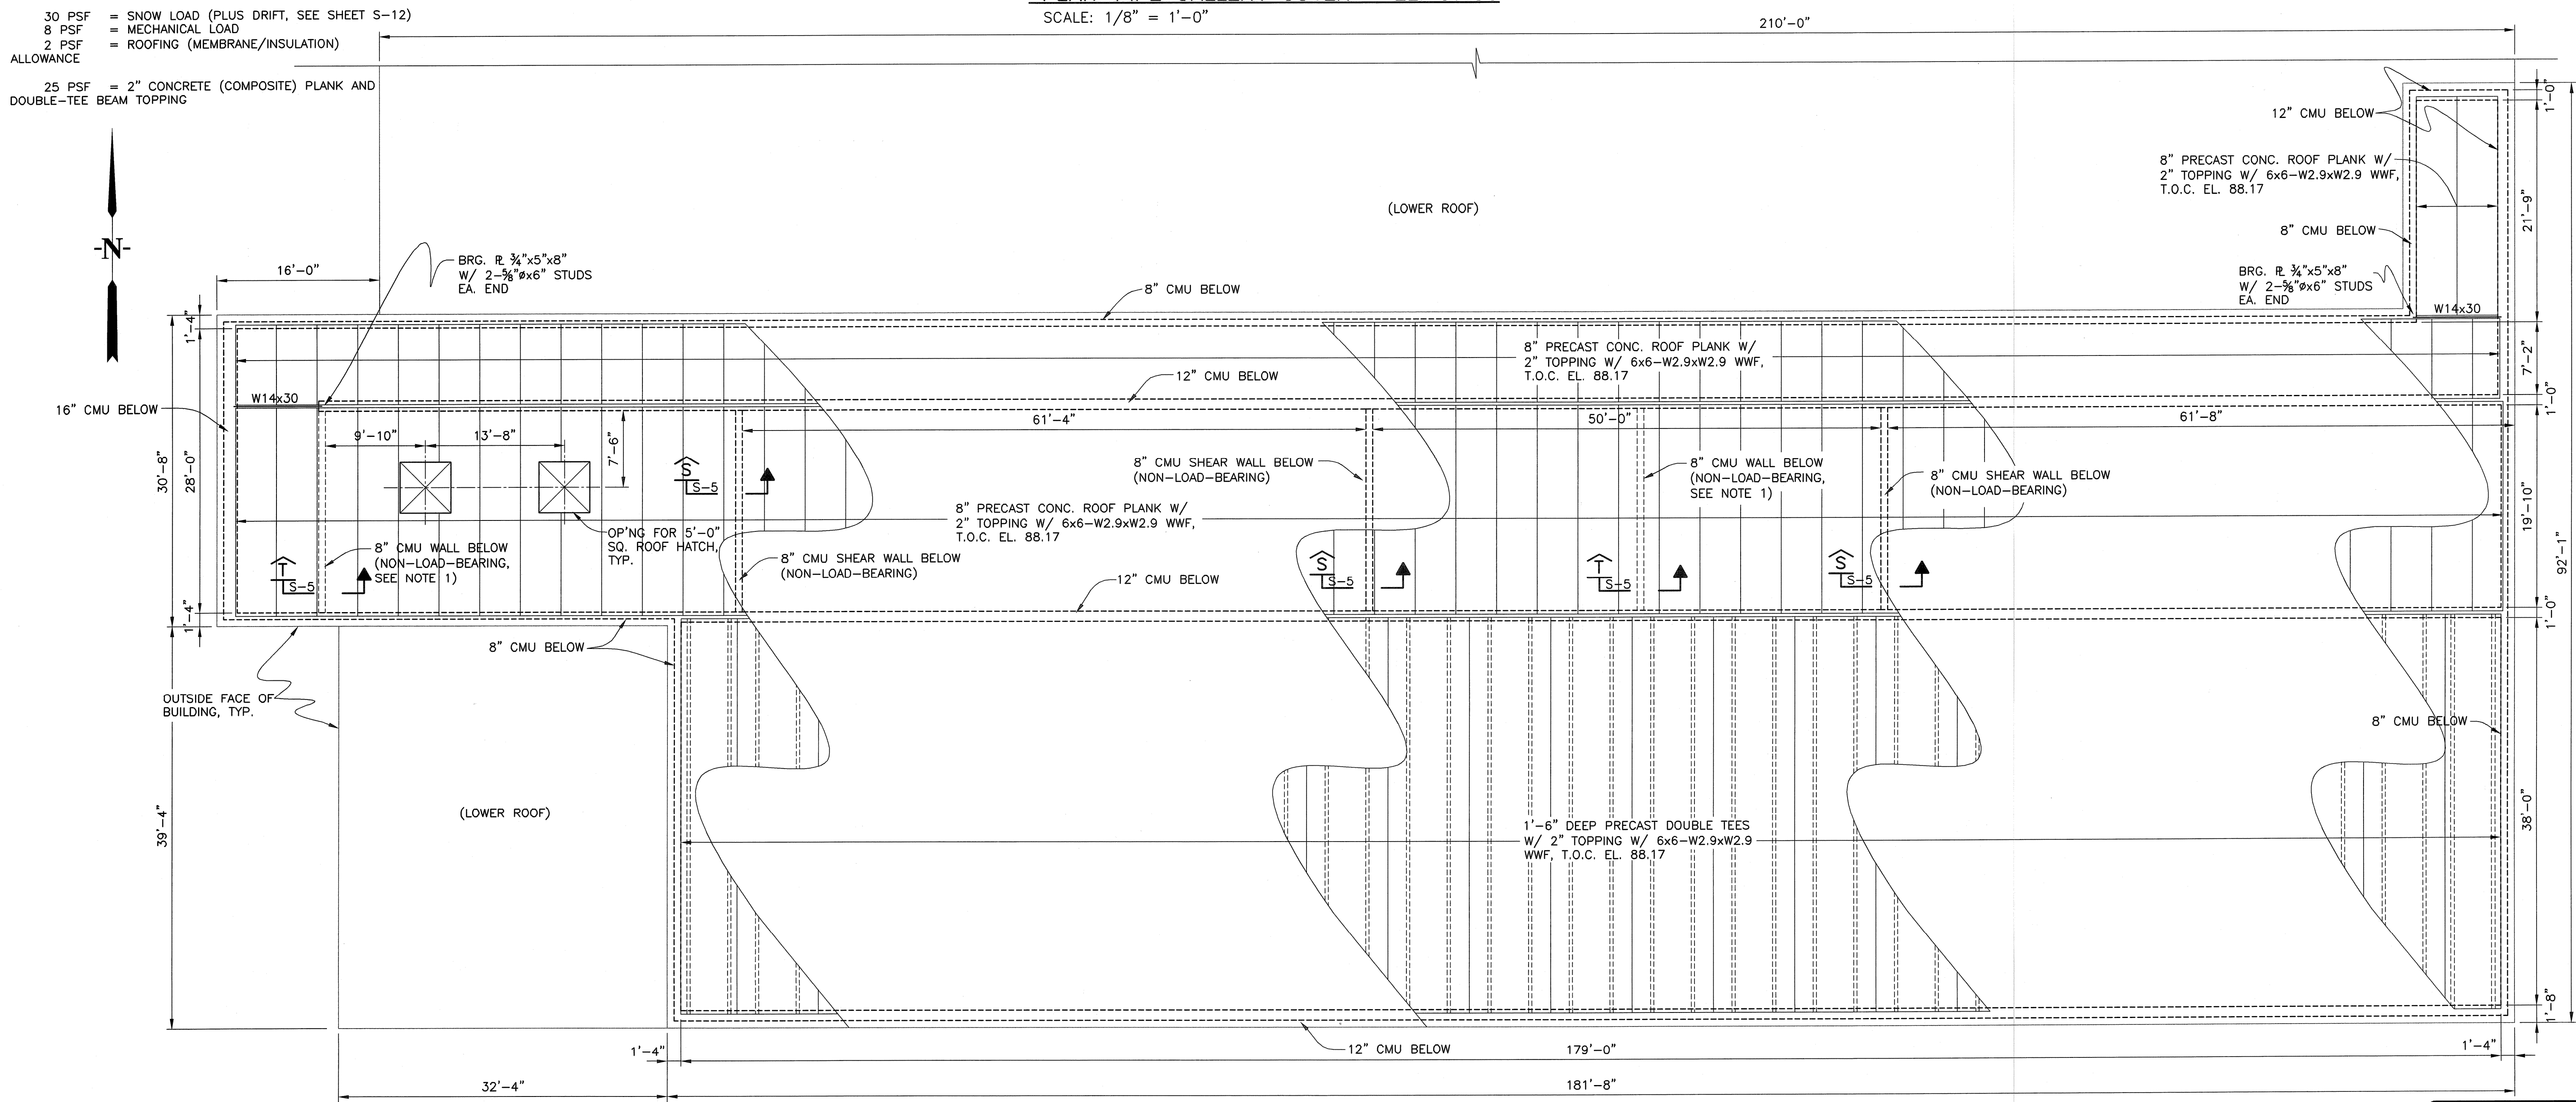 SCALE: 1/8" = 1'-0"
30 PSF = SNOW LOAD (PLUS DRIFT, SEE SHEET S-12)
8 PSF = MECHANICAL LOAD
2 PSF = ROOFING (MEMBRANE/INSULATION)
ALLOWANCE
25 PSF = 2" CONCRETE (COMPOSITE) PLANK AND
DOUBLE-TEE BEAM TOPPING
210'-0"
-N-
(LOWER ROOF)
12" CMU BELOW
8" PRECAST CONC. ROOF PLANK W/
2" TOPPING W/ 6x6-W2.9xW2.9 WWF,
T.O.C. EL. 88.17
8" CMU BELOW
BRG. PL ¾"x5"x8"
W/ 2-⅝"øx6" STUDS
EA. END
W14x30
1'-0"
21'-9"
7'-2"
1'-0"
19'-10"
1'-0"
38'-0"
1'-8"
92'-1"
16'-0"
BRG. PL ¾"x5"x8"
W/ 2-⅝"øx6" STUDS
EA. END
8" CMU BELOW
1'-4"
30'-8"
28'-0"
1'-4"
39'-4"
16" CMU BELOW
W14x30
8" PRECAST CONC. ROOF PLANK W/
2" TOPPING W/ 6x6-W2.9xW2.9 WWF,
T.O.C. EL. 88.17
12" CMU BELOW
9'-10"
13'-8"
7'-6"
61'-4"
50'-0"
61'-8"
S
S-5
8" CMU SHEAR WALL BELOW
(NON-LOAD-BEARING)
8" CMU WALL BELOW
(NON-LOAD-BEARING,
SEE NOTE 1)
8" CMU SHEAR WALL BELOW
(NON-LOAD-BEARING)
8" PRECAST CONC. ROOF PLANK W/
2" TOPPING W/ 6x6-W2.9xW2.9 WWF,
T.O.C. EL. 88.17
OP'NG FOR 5'-0"
SQ. ROOF HATCH,
TYP.
T
S-5
8" CMU WALL BELOW
(NON-LOAD-BEARING,
SEE NOTE 1)
8" CMU SHEAR WALL BELOW
(NON-LOAD-BEARING)
12" CMU BELOW
S
S-5
T
S-5
S
S-5
8" CMU BELOW
OUTSIDE FACE OF
BUILDING, TYP.
8" CMU BELOW
(LOWER ROOF)
1'-6" DEEP PRECAST DOUBLE TEES
W/ 2" TOPPING W/ 6x6-W2.9xW2.9
WWF, T.O.C. EL. 88.17
12" CMU BELOW
1'-4"
179'-0"
1'-4"
32'-4"
181'-8"